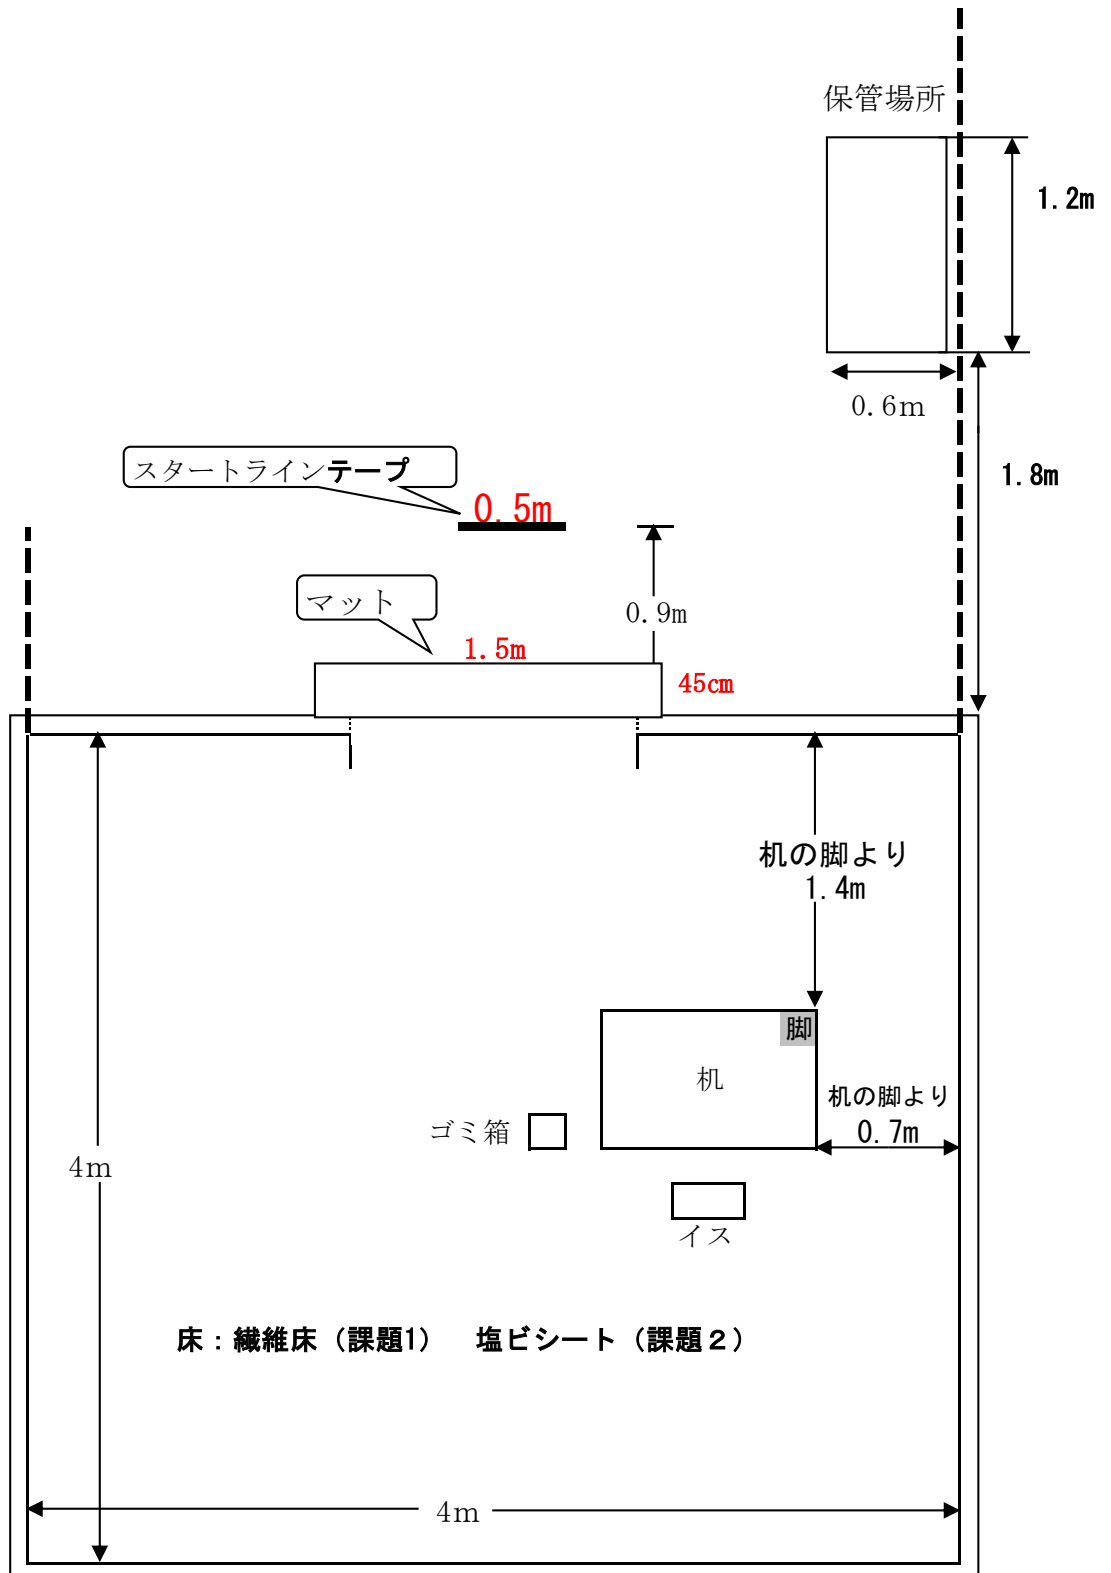 保管場所
1.2m
0.6m
1.8m
スタートラインテープ
0.5m
マット
0.9m
1.5m
45cm
机の脚より
1.4m
脚
机
机の脚より
0.7m
ゴミ箱
4m
イス
床：繊維床（課題1）　塩ビシート（課題２）
4m